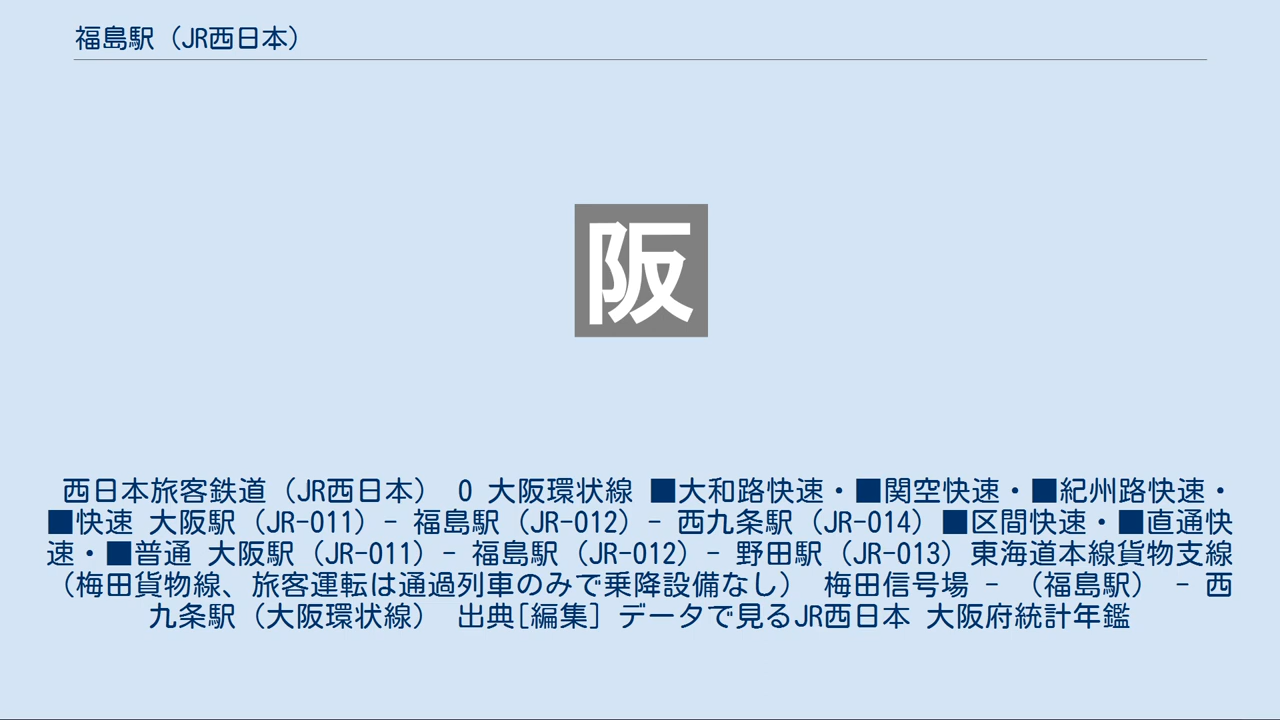 福島駅（JR西日本）
阪
西日本旅客鉄道（JR西日本） O 大阪環状線 ■大和路快速・■関空快速・■紀州路快速・
■快速 大阪駅（JR-O11）- 福島駅（JR-O12）- 西九条駅（JR-O14）■区間快速・■直通快
速・■普通 大阪駅（JR-O11）- 福島駅（JR-O12）- 野田駅（JR-O13）東海道本線貨物支線
（梅田貨物線、旅客運転は通過列車のみで乗降設備なし） 梅田信号場 - （福島駅） - 西
九条駅（大阪環状線） 出典[編集] データで見るJR西日本 大阪府統計年鑑